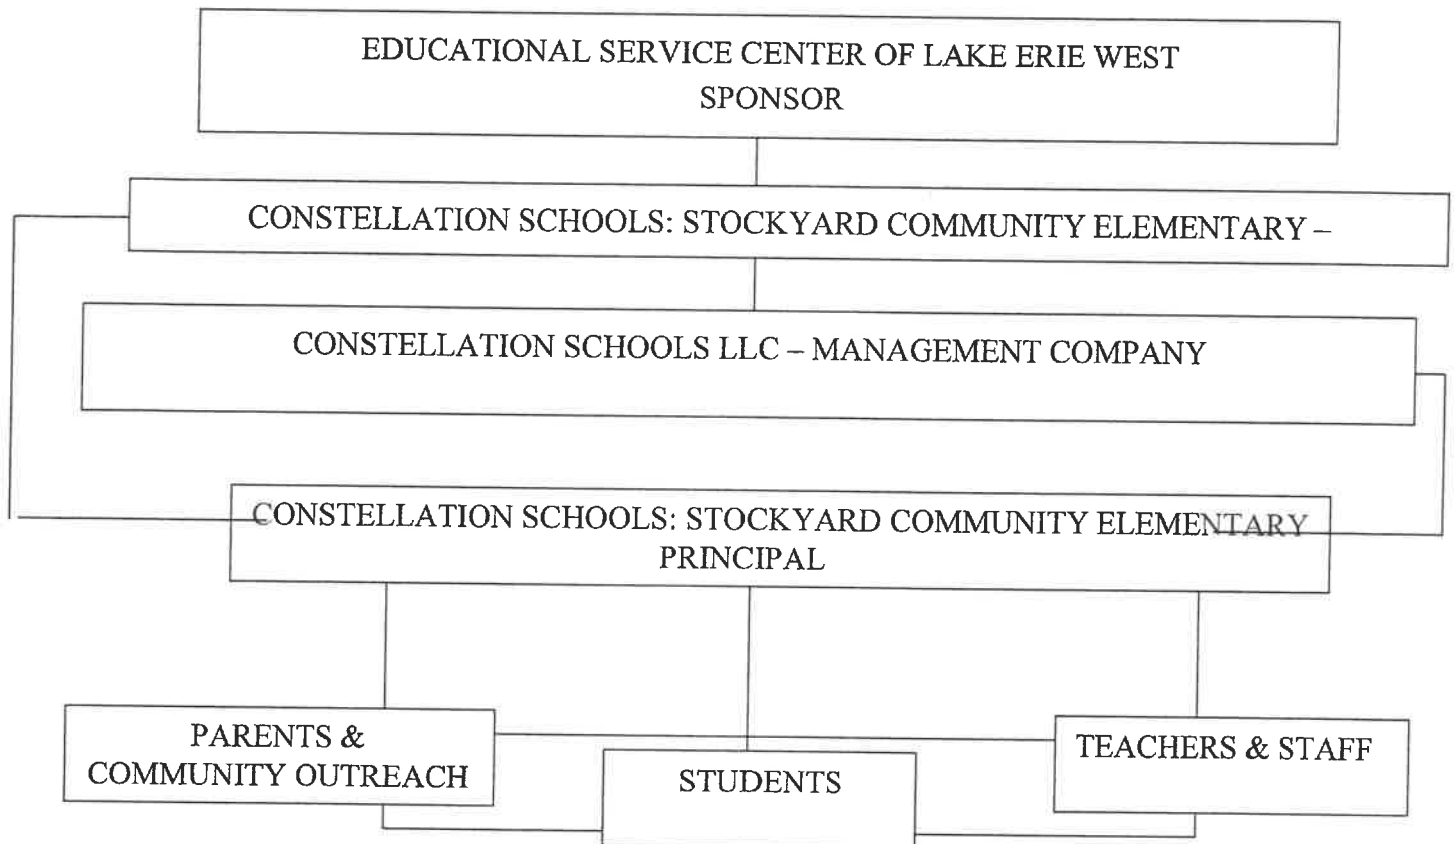 EDUCATIONAL SERVICE CENTER OF LAKE ERIE WEST
SPONSOR
CONSTELLATION SCHOOLS: STOCKYARD COMMUNITY ELEMENTARY –
CONSTELLATION SCHOOLS LLC – MANAGEMENT COMPANY
CONSTELLATION SCHOOLS: STOCKYARD COMMUNITY ELEMENTARY
PRINCIPAL
PARENTS &
COMMUNITY OUTREACH
STUDENTS
TEACHERS & STAFF